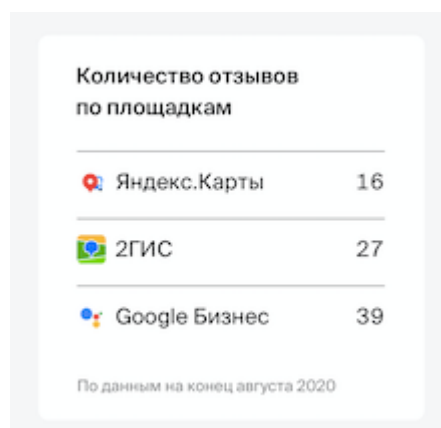 Количество отзывов
по площадкам
Яндекс.Карты 16
2ГИС 27
Google Бизнес 39
По данным на конец августа 2020